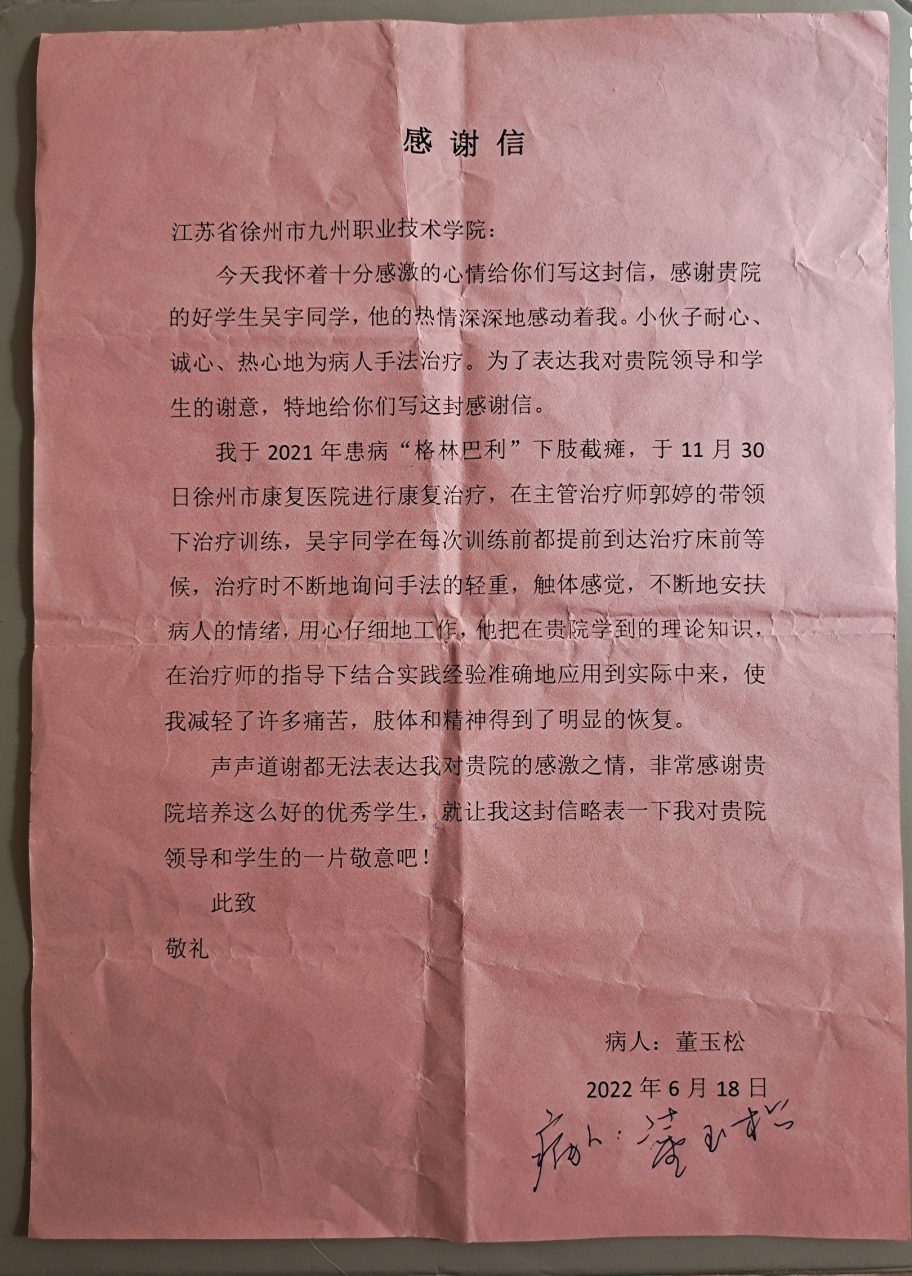 感谢信
江苏省徐州市九州职业技术学院：
今天我怀着十分感激的心情给你们写这封信，感谢贵院
的好学生吴宇同学，他的热情深深地感动着我。小伙子耐心、
诚心、热心地为病人手法治疗。为了表达我对贵院领导和学
生的谢意，特地给你们写这封感谢信。
我于 2021 年患病“格林巴利”下肢截瘫，于 11 月 30
日徐州市康复医院进行康复治疗，在主管治疗师郭婷的带领
下治疗训练，吴宇同学在每次训练前都提前到达治疗床前等
候，治疗时不断地询问手法的轻重，触体感觉，不断地安扶
病人的情绪，用心仔细地工作，他把在贵院学到的理论知识，
在治疗师的指导下结合实践经验准确地应用到实际中来，使
我减轻了许多痛苦，肢体和精神得到了明显的恢复。
声声道谢都无法表达我对贵院的感激之情，非常感谢贵
院培养这么好的优秀学生，就让我这封信略表一下我对贵院
领导和学生的一片敬意吧！
此致
敬礼
病人：董玉松
2022 年 6 月 18 日
病人：董玉松